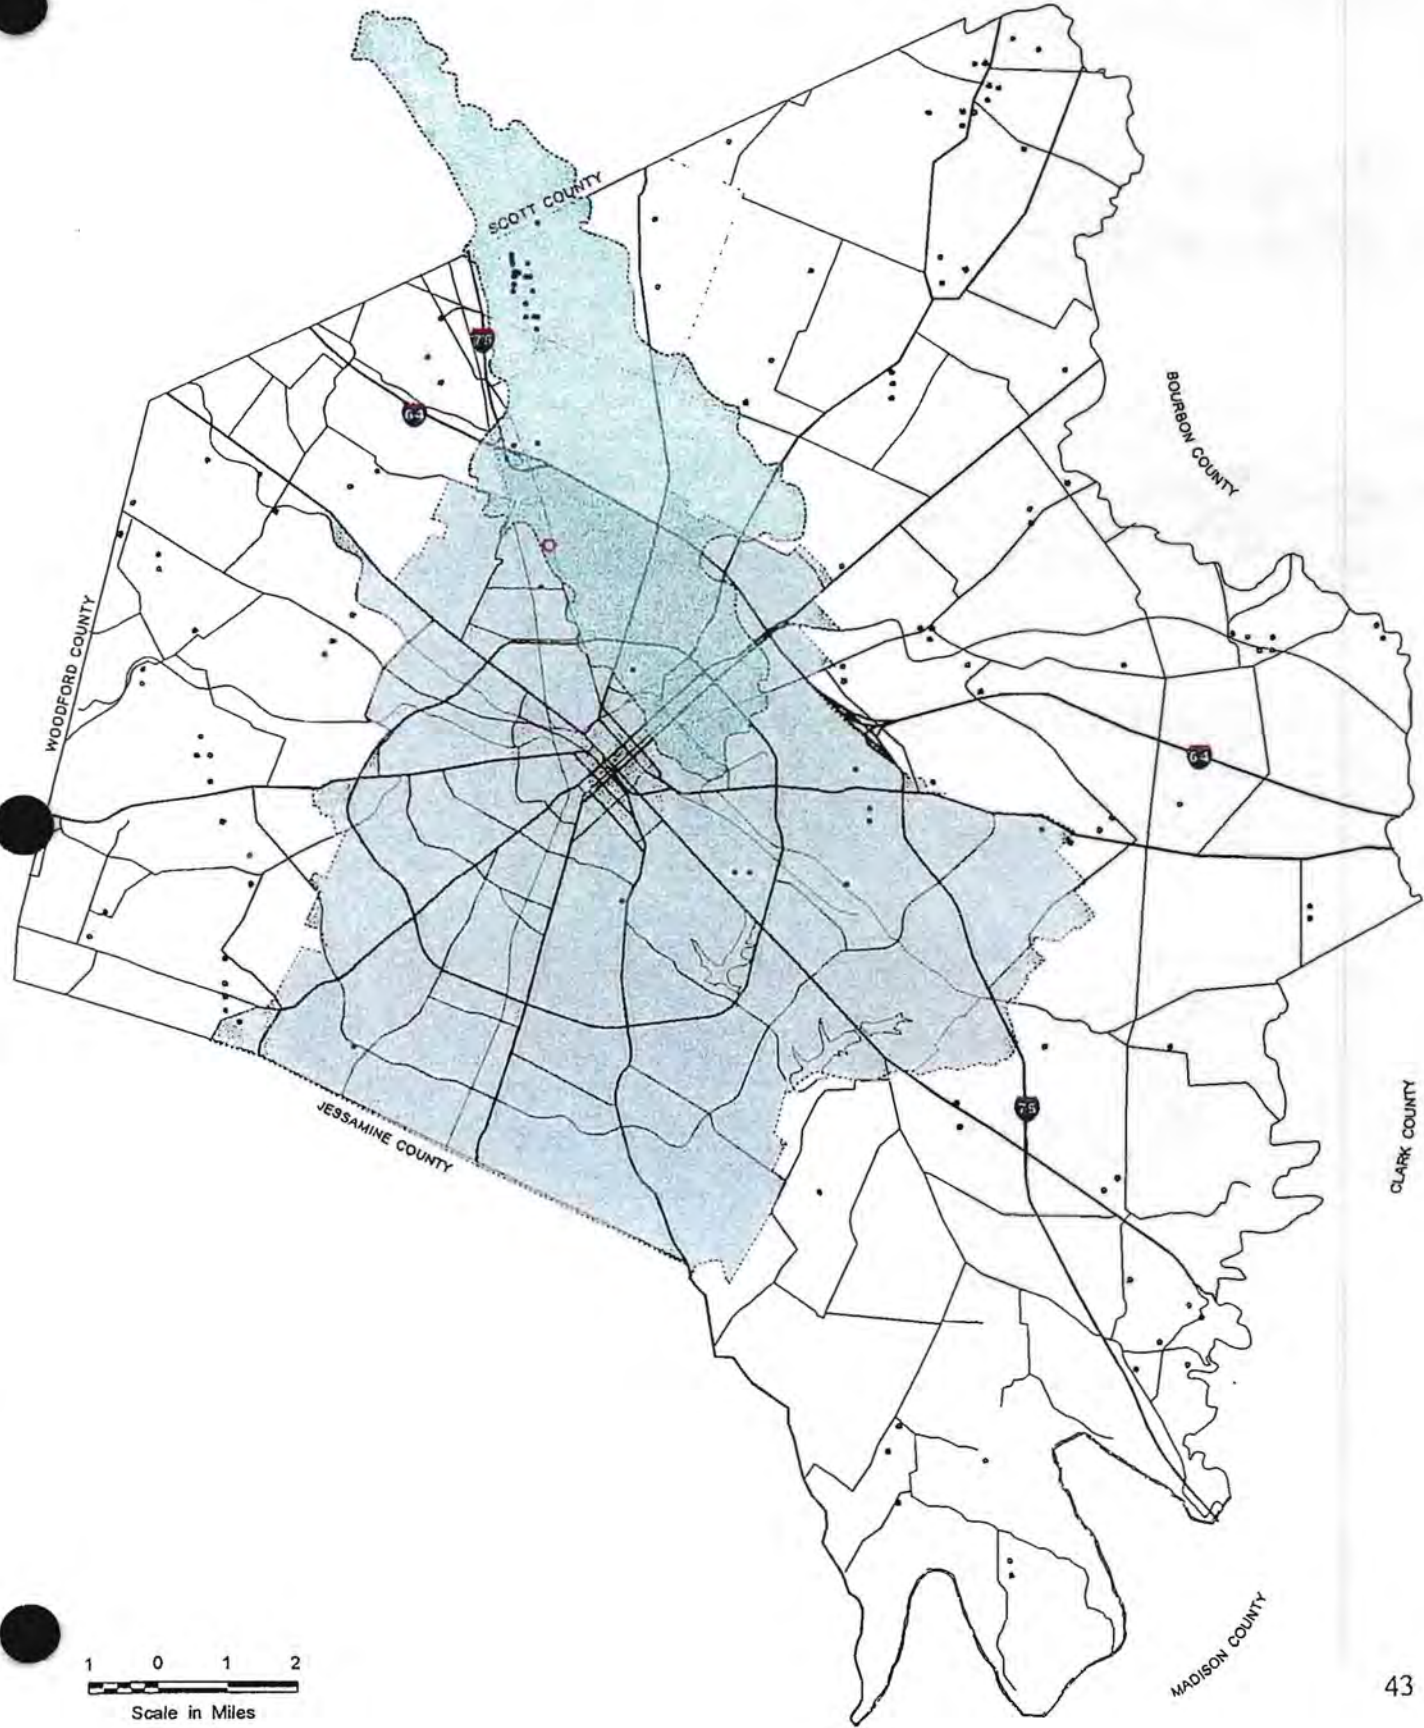 SCOTT COUNTY
75
64
BOURBON COUNTY
WOODFORD COUNTY
64
JESSAMINE COUNTY
75
CLARK COUNTY
MADISON COUNTY
1 0 1 2
Scale in Miles
43